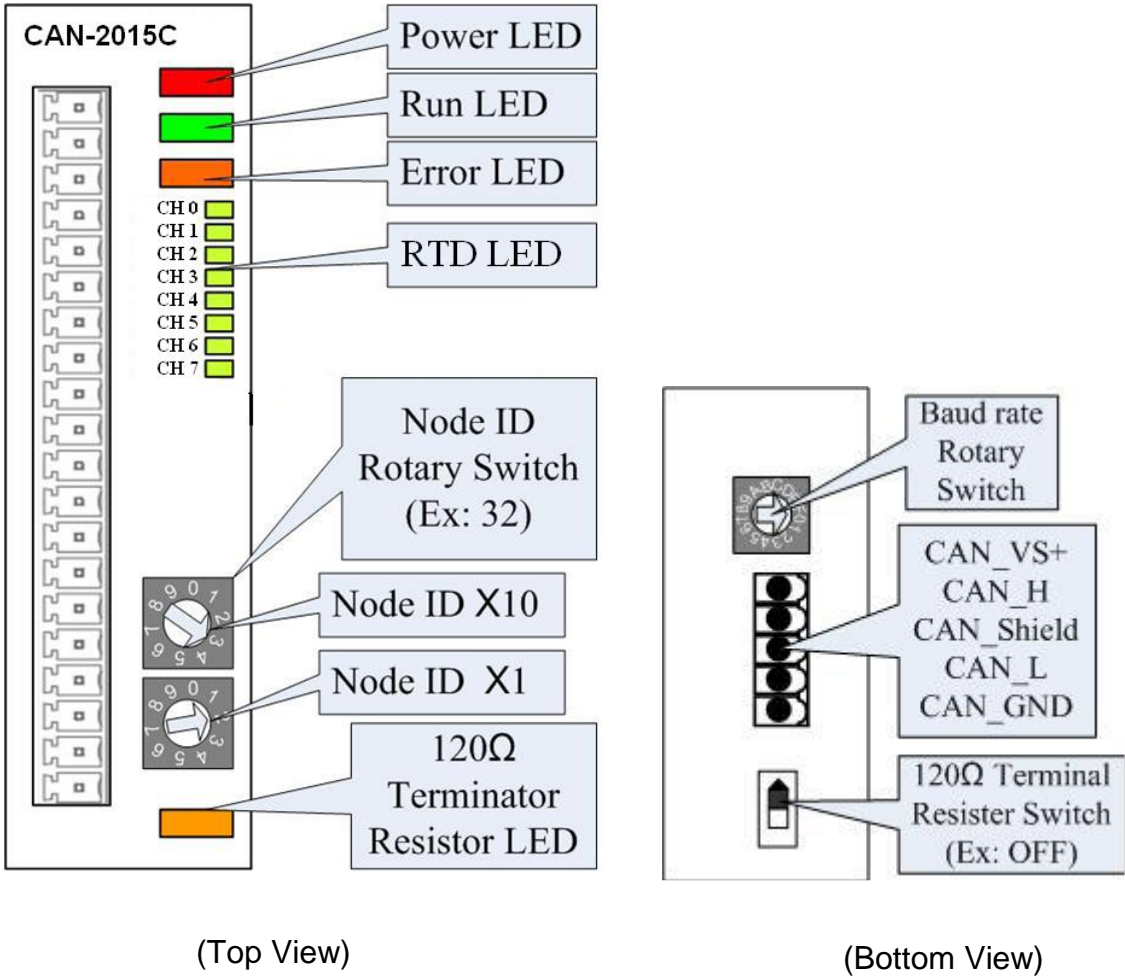 CAN-2015C
Power LED
Run LED
Error LED
CH 0
CH 1
CH 2
CH 3
CH 4
CH 5
CH 6
CH 7
RTD LED
Node ID
Rotary Switch
(Ex: 32)
Node ID X10
Node ID X1
120Ω
Terminator
Resistor LED
(Top View)
Baud rate
Rotary
Switch
CAN_VS+
CAN_H
CAN_Shield
CAN_L
CAN_GND
120Ω Terminal
Resister Switch
(Ex: OFF)
(Bottom View)